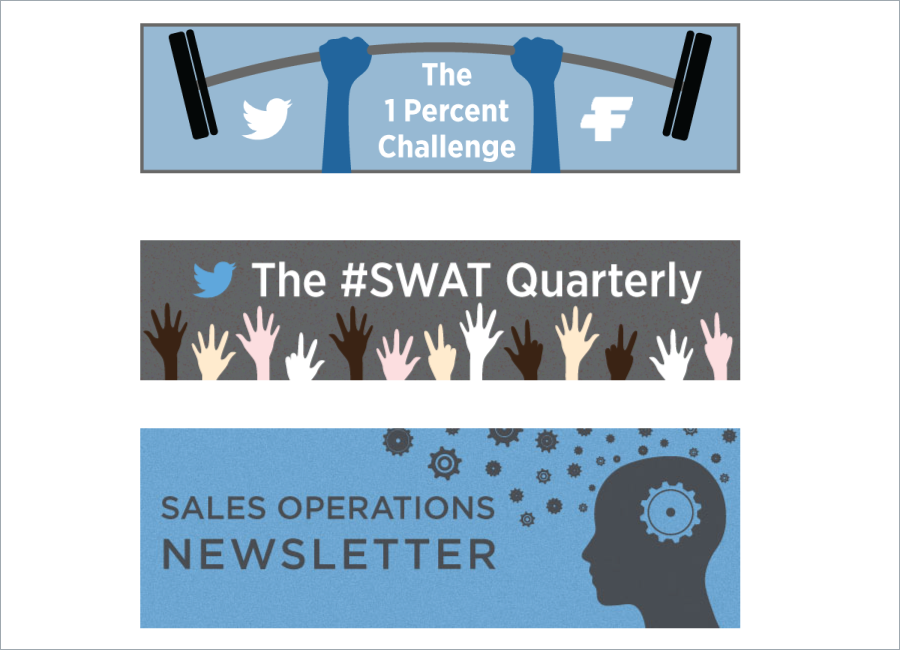 The
1 Percent
Challenge
The #SWAT Quarterly
SALES OPERATIONS
NEWSLETTER